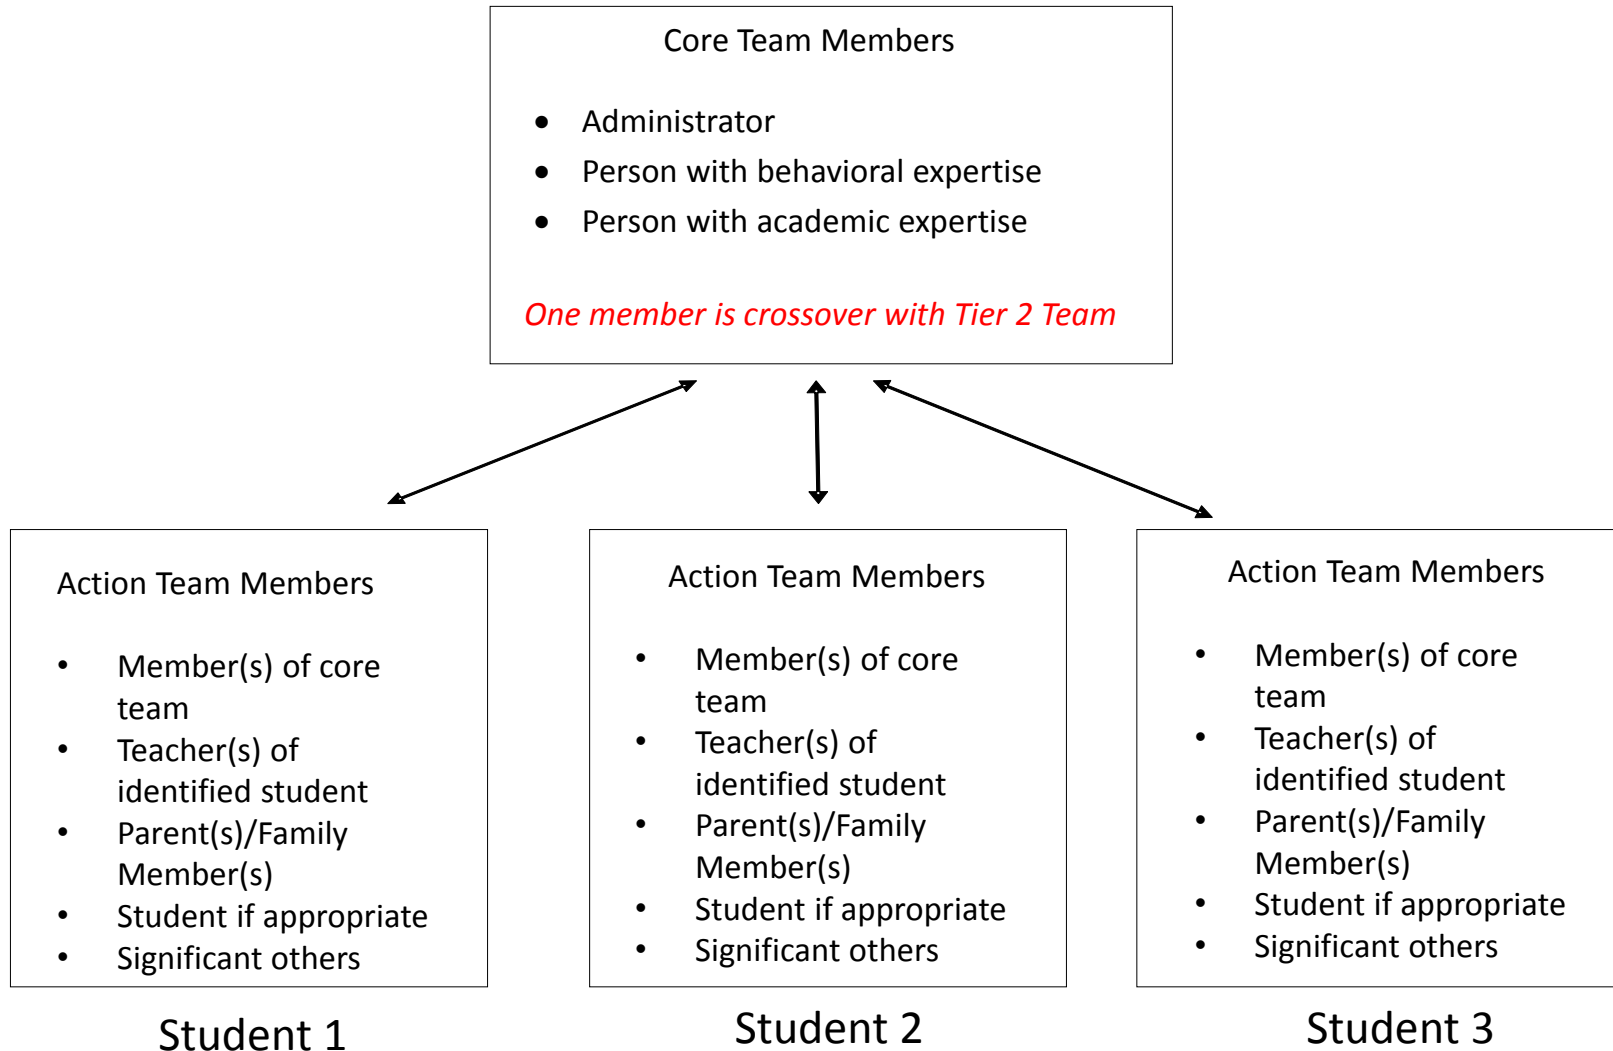 Core Team Members
• Administrator
• Person with behavioral expertise
• Person with academic expertise
One member is crossover with Tier 2 Team
Action Team Members
• Member(s) of core
team
• Teacher(s) of
identified student
• Parent(s)/Family
Member(s)
• Student if appropriate
• Significant others
Student 1
Action Team Members
• Member(s) of core
team
• Teacher(s) of
identified student
• Parent(s)/Family
Member(s)
• Student if appropriate
• Significant others
Student 2
Action Team Members
• Member(s) of core
team
• Teacher(s) of
identified student
• Parent(s)/Family
Member(s)
• Student if appropriate
• Significant others
Student 3